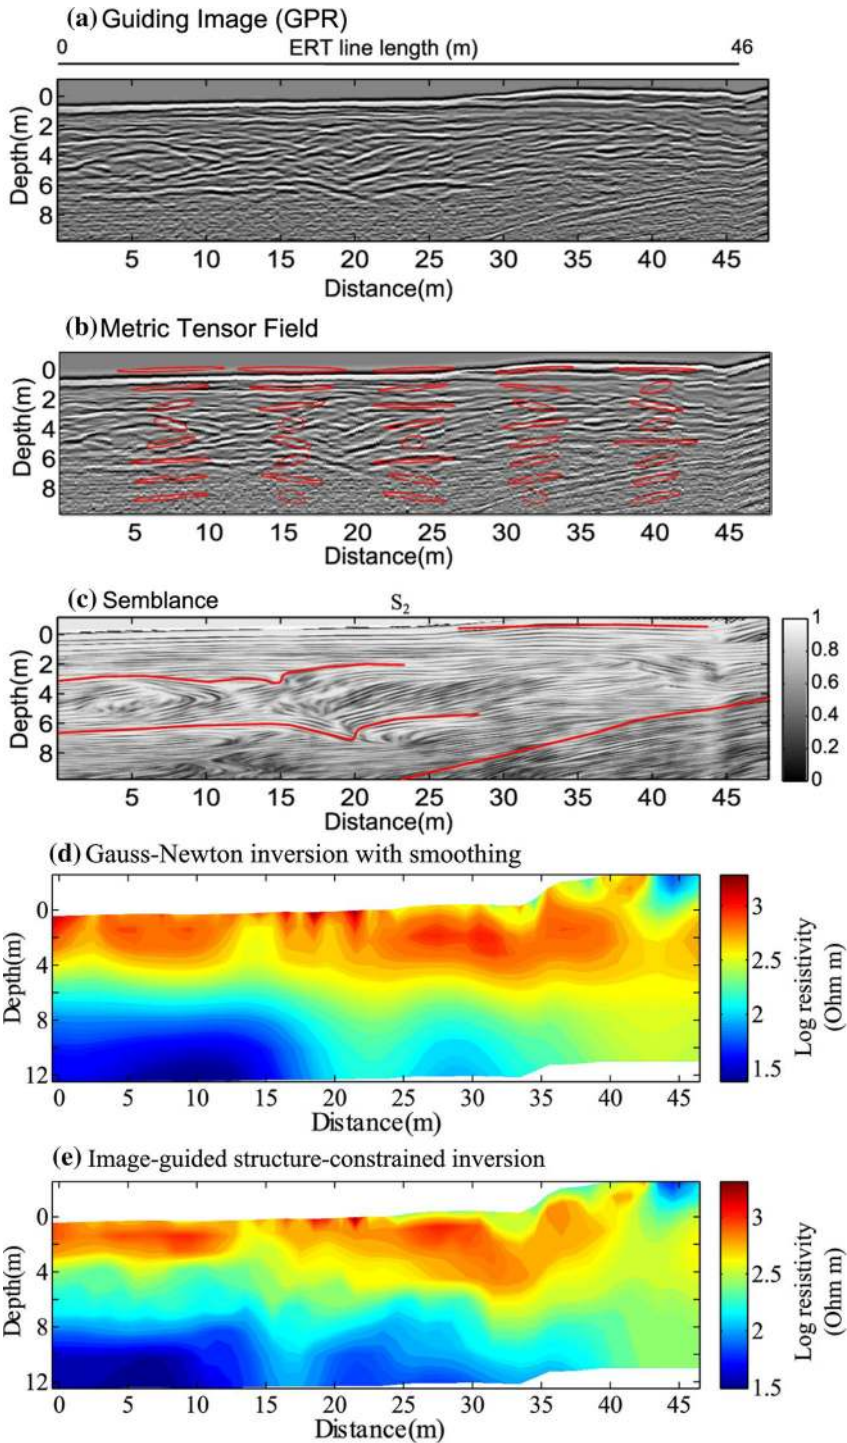 (a) Guiding Image (GPR)
0 ERT line length (m) 46
Depth(m)
0
2
4
6
8
5 10 15 20 25 30 35 40 45
Distance(m)
(b) Metric Tensor Field
Depth(m)
0
2
4
6
8
5 10 15 20 25 30 35 40 45
Distance(m)
(c) Semblance S2
Depth(m)
0
2
4
6
8
5 10 15 20 25 30 35 40 45
Distance(m)
1
0.8
0.6
0.4
0.2
0
(d) Gauss-Newton inversion with smoothing
Depth(m)
0
4
8
12
0 5 10 15 20 25 30 35 40 45
Distance(m)
3
2.5
2
1.5
Log resistivity
(Ohm m)
(e) Image-guided structure-constrained inversion
Depth(m)
0
4
8
12
0 5 10 15 20 25 30 35 40 45
Distance(m)
3
2.5
2
1.5
Log resistivity
(Ohm m)